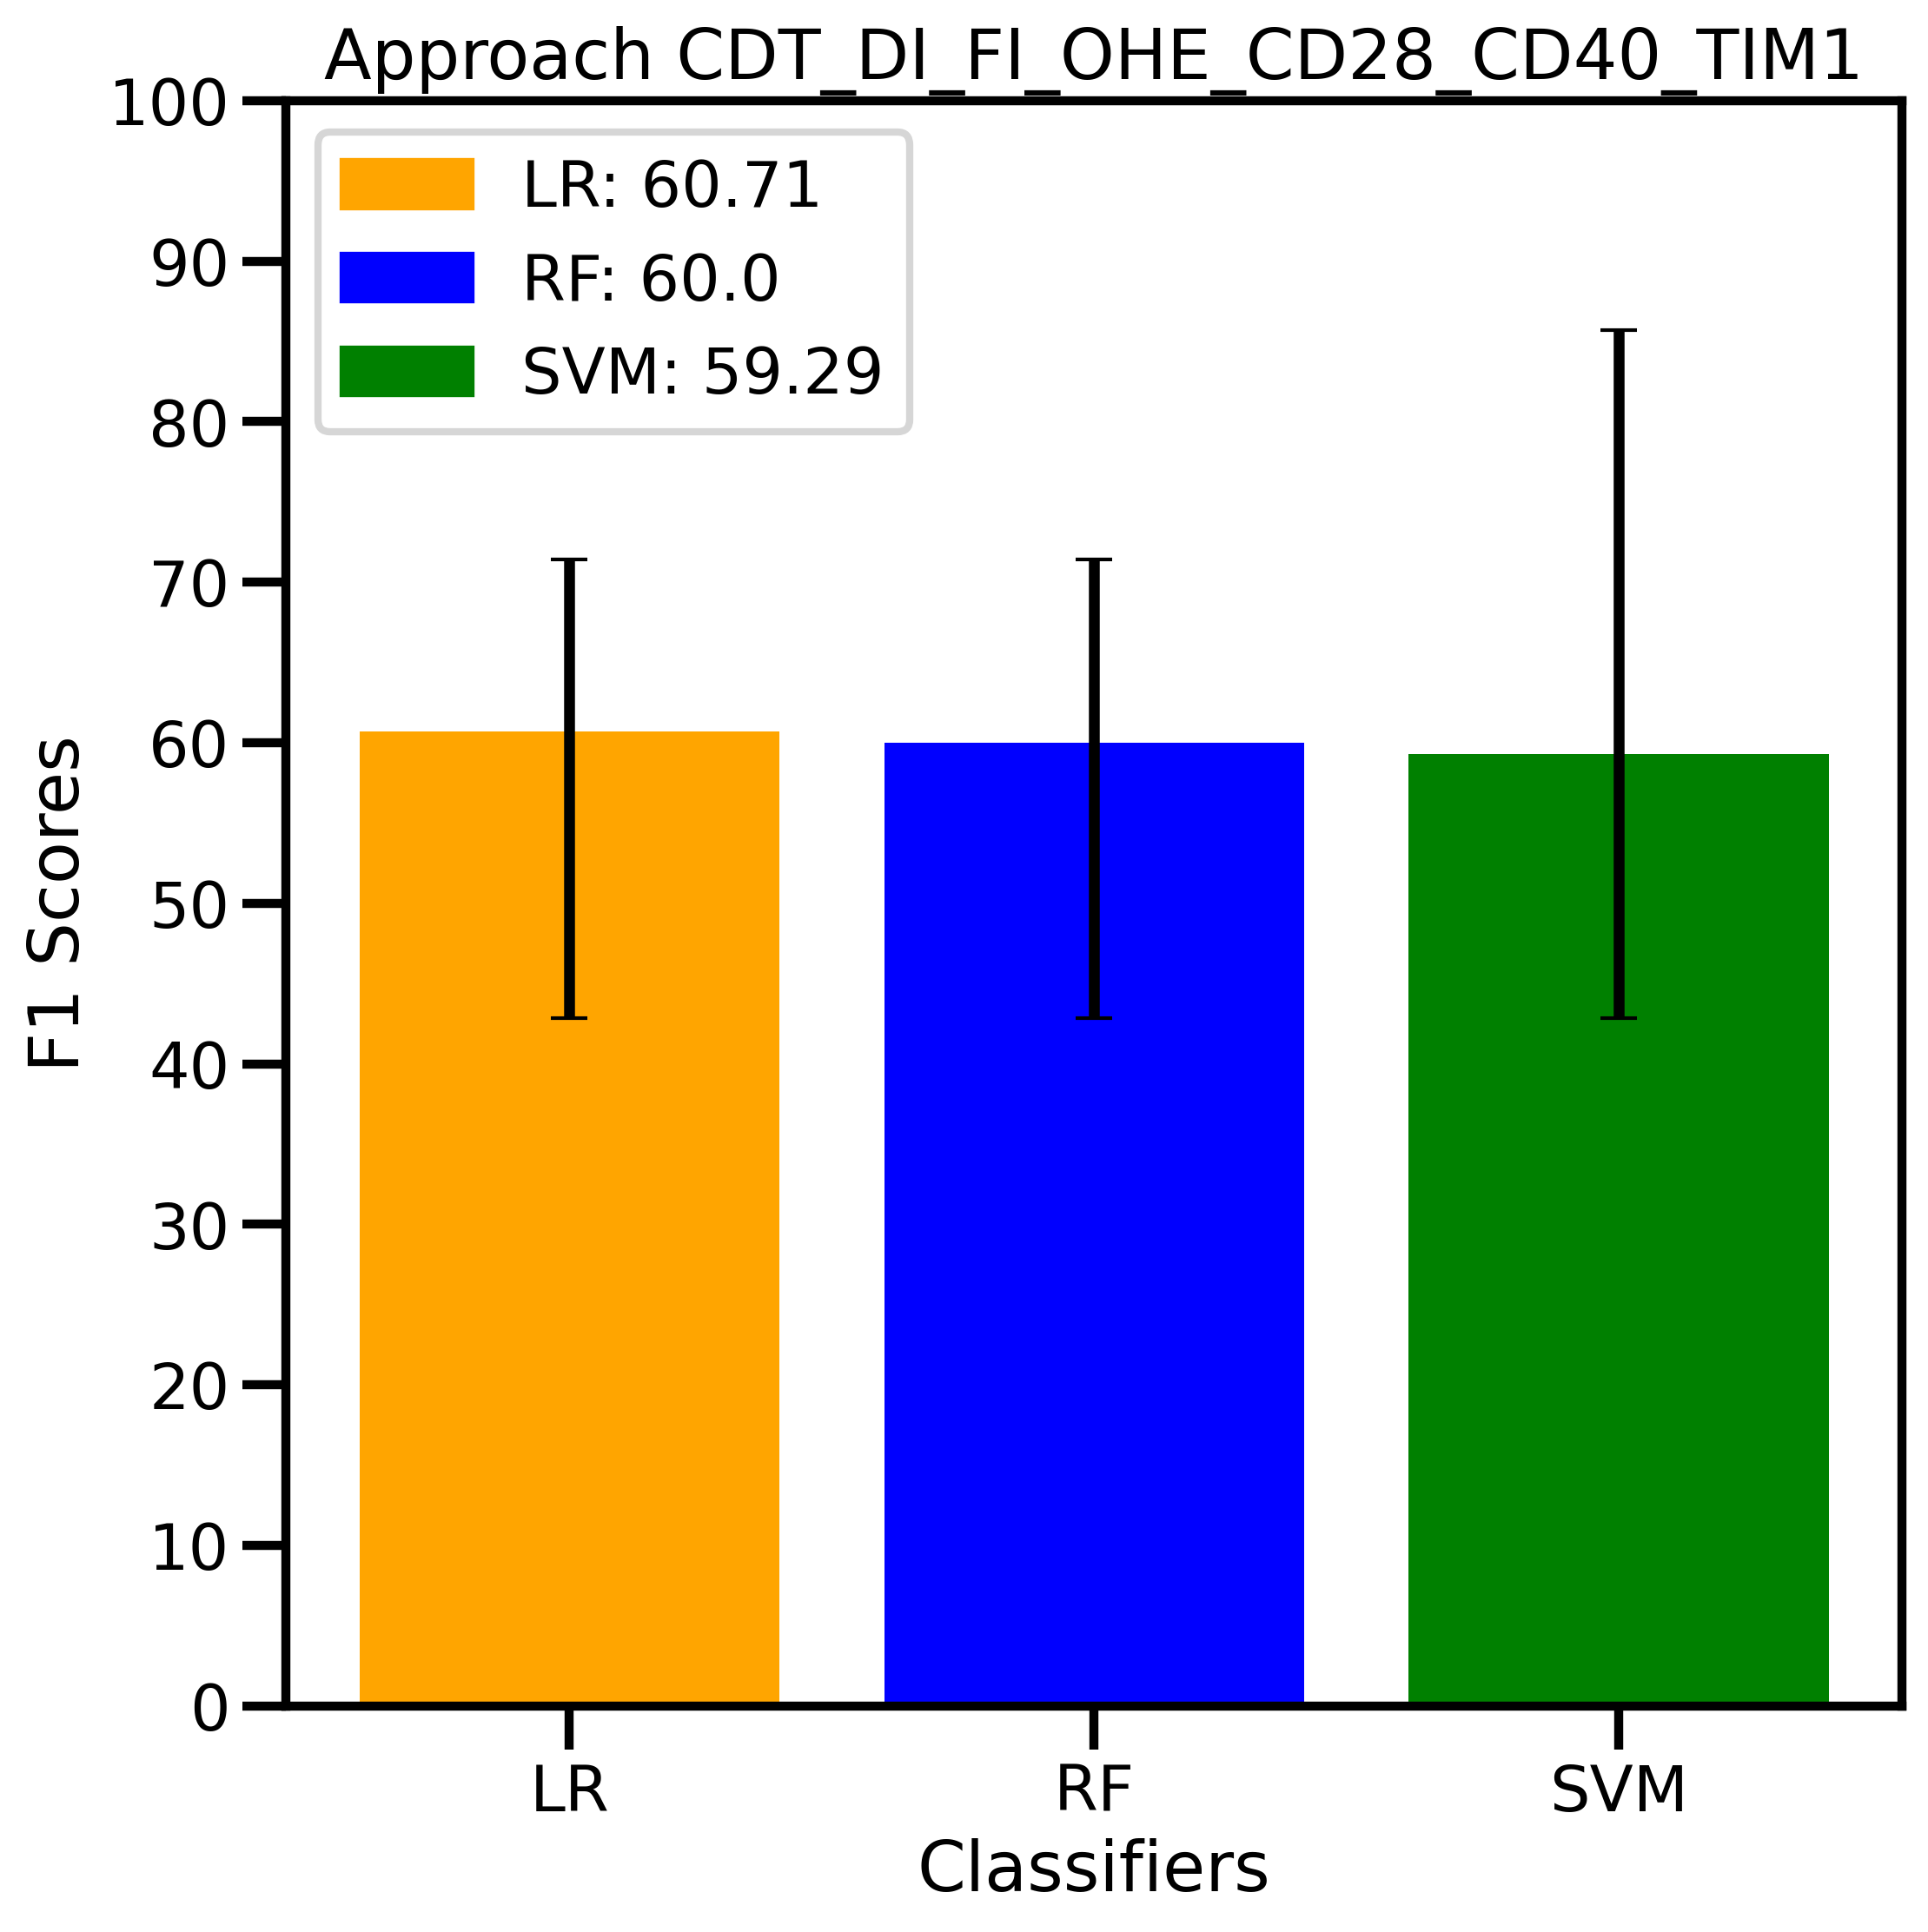 Approach CDT_DI_FI_OHE_CD28_CD40_TIM1
LR: 60.71
RF: 60.0
SVM: 59.29
100
90
80
70
60
50
40
30
20
10
0
F1 Scores
LR
RF
SVM
Classifiers